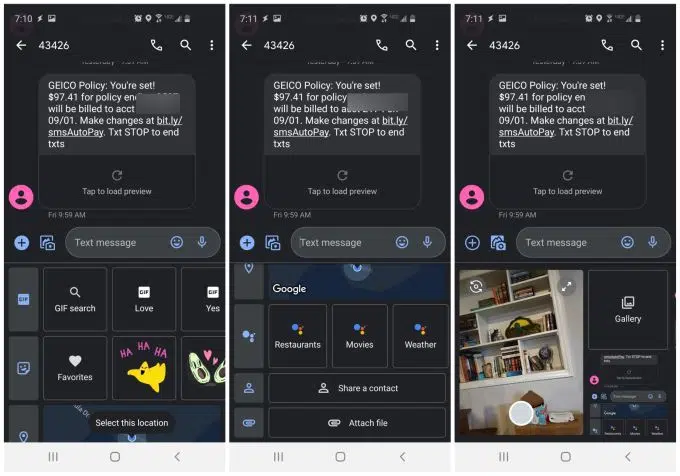 7:10
43426
Yesterday
GEICO Policy: You're set!
$97.41 for policy
will be billed to acct
09/01. Make changes at bit.ly/
smsAutoPay. Txt STOP to end
txts
Tap to load preview
Fri 9:59 AM
Text message
GIF
GIF search
GIF
Love
GIF
Yes
Favorites
HA HA HA
Select this location
7:11
43426
GEICO Policy: You're set!
$97.41 for policy
will be billed to acct
09/01. Make changes at bit.ly/
smsAutoPay. Txt STOP to end
txts
Tap to load preview
Fri 9:59 AM
Text message
Google
Restaurants
Movies
Weather
Share a contact
Attach file
7:11
43426
GEICO Policy: You're set!
$97.41 for policy en
will be billed to acct
09/01. Make changes at bit.ly/
smsAutoPay. Txt STOP to end
txts
Tap to load preview
Fri 9:59 AM
Text message
Gallery
Text message
Google
Restaurants
Movies
Weather